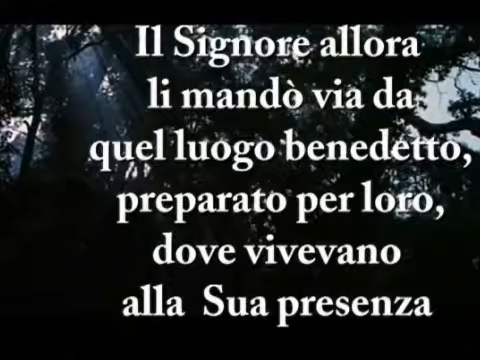 Il Signore allora
li mandò via da
quel luogo benedetto,
preparato per loro,
dove vivevano
alla Sua presenza